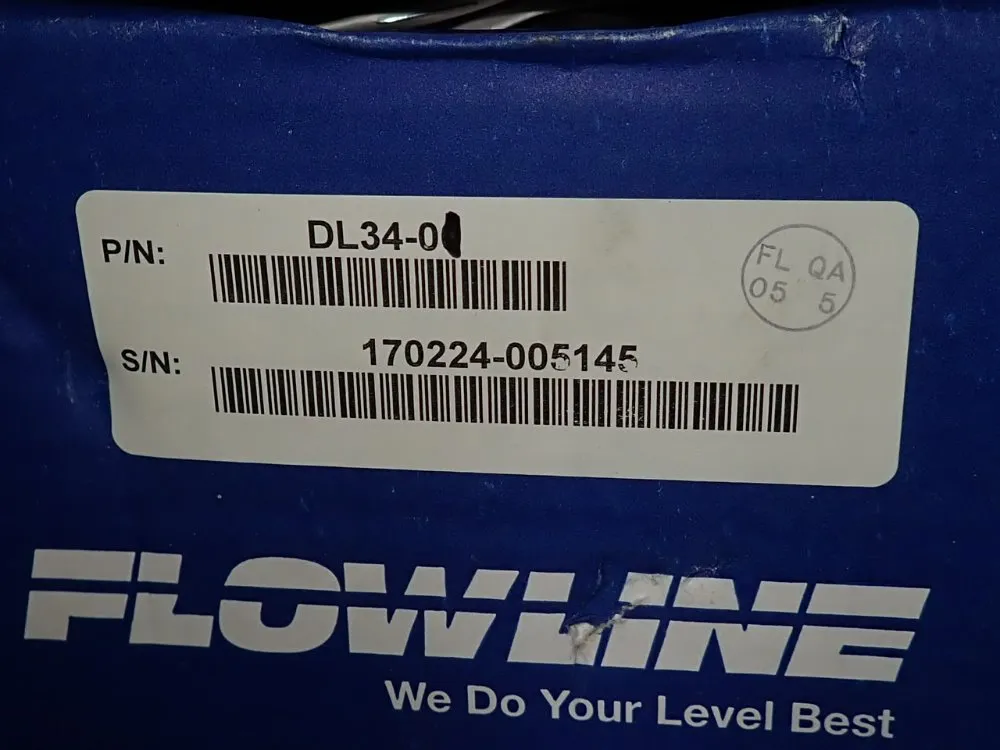 P/N:
DL34-0
FL QA
05 5
S/N:
170224-005145
FLOWLINE
We Do Your Level Best